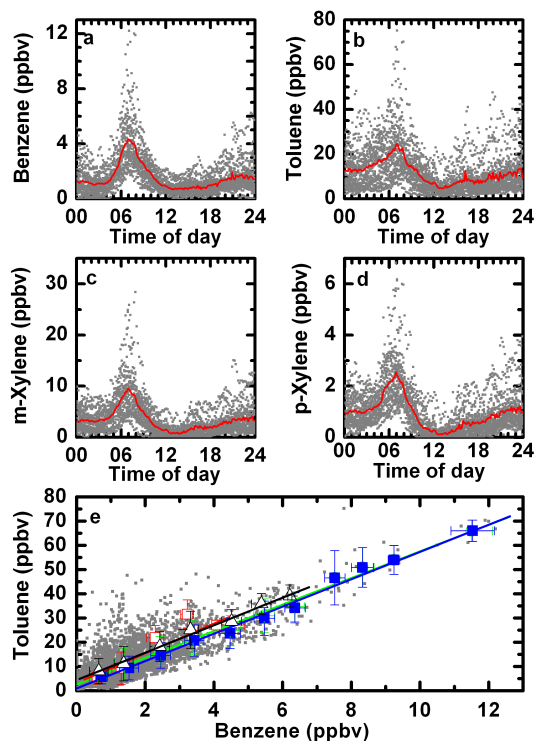 12
8
4
0
Benzene (ppbv)
a
00 06 12 18 24
Time of day
80
60
40
20
0
Toluene (ppbv)
b
00 06 12 18 24
Time of day
30
20
10
0
m-Xylene (ppbv)
c
00 06 12 18 24
Time of day
6
4
2
0
p-Xylene (ppbv)
d
00 06 12 18 24
Time of day
80
70
60
50
40
30
20
10
0
Toluene (ppbv)
e
0 2 4 6 8 10 12
Benzene (ppbv)